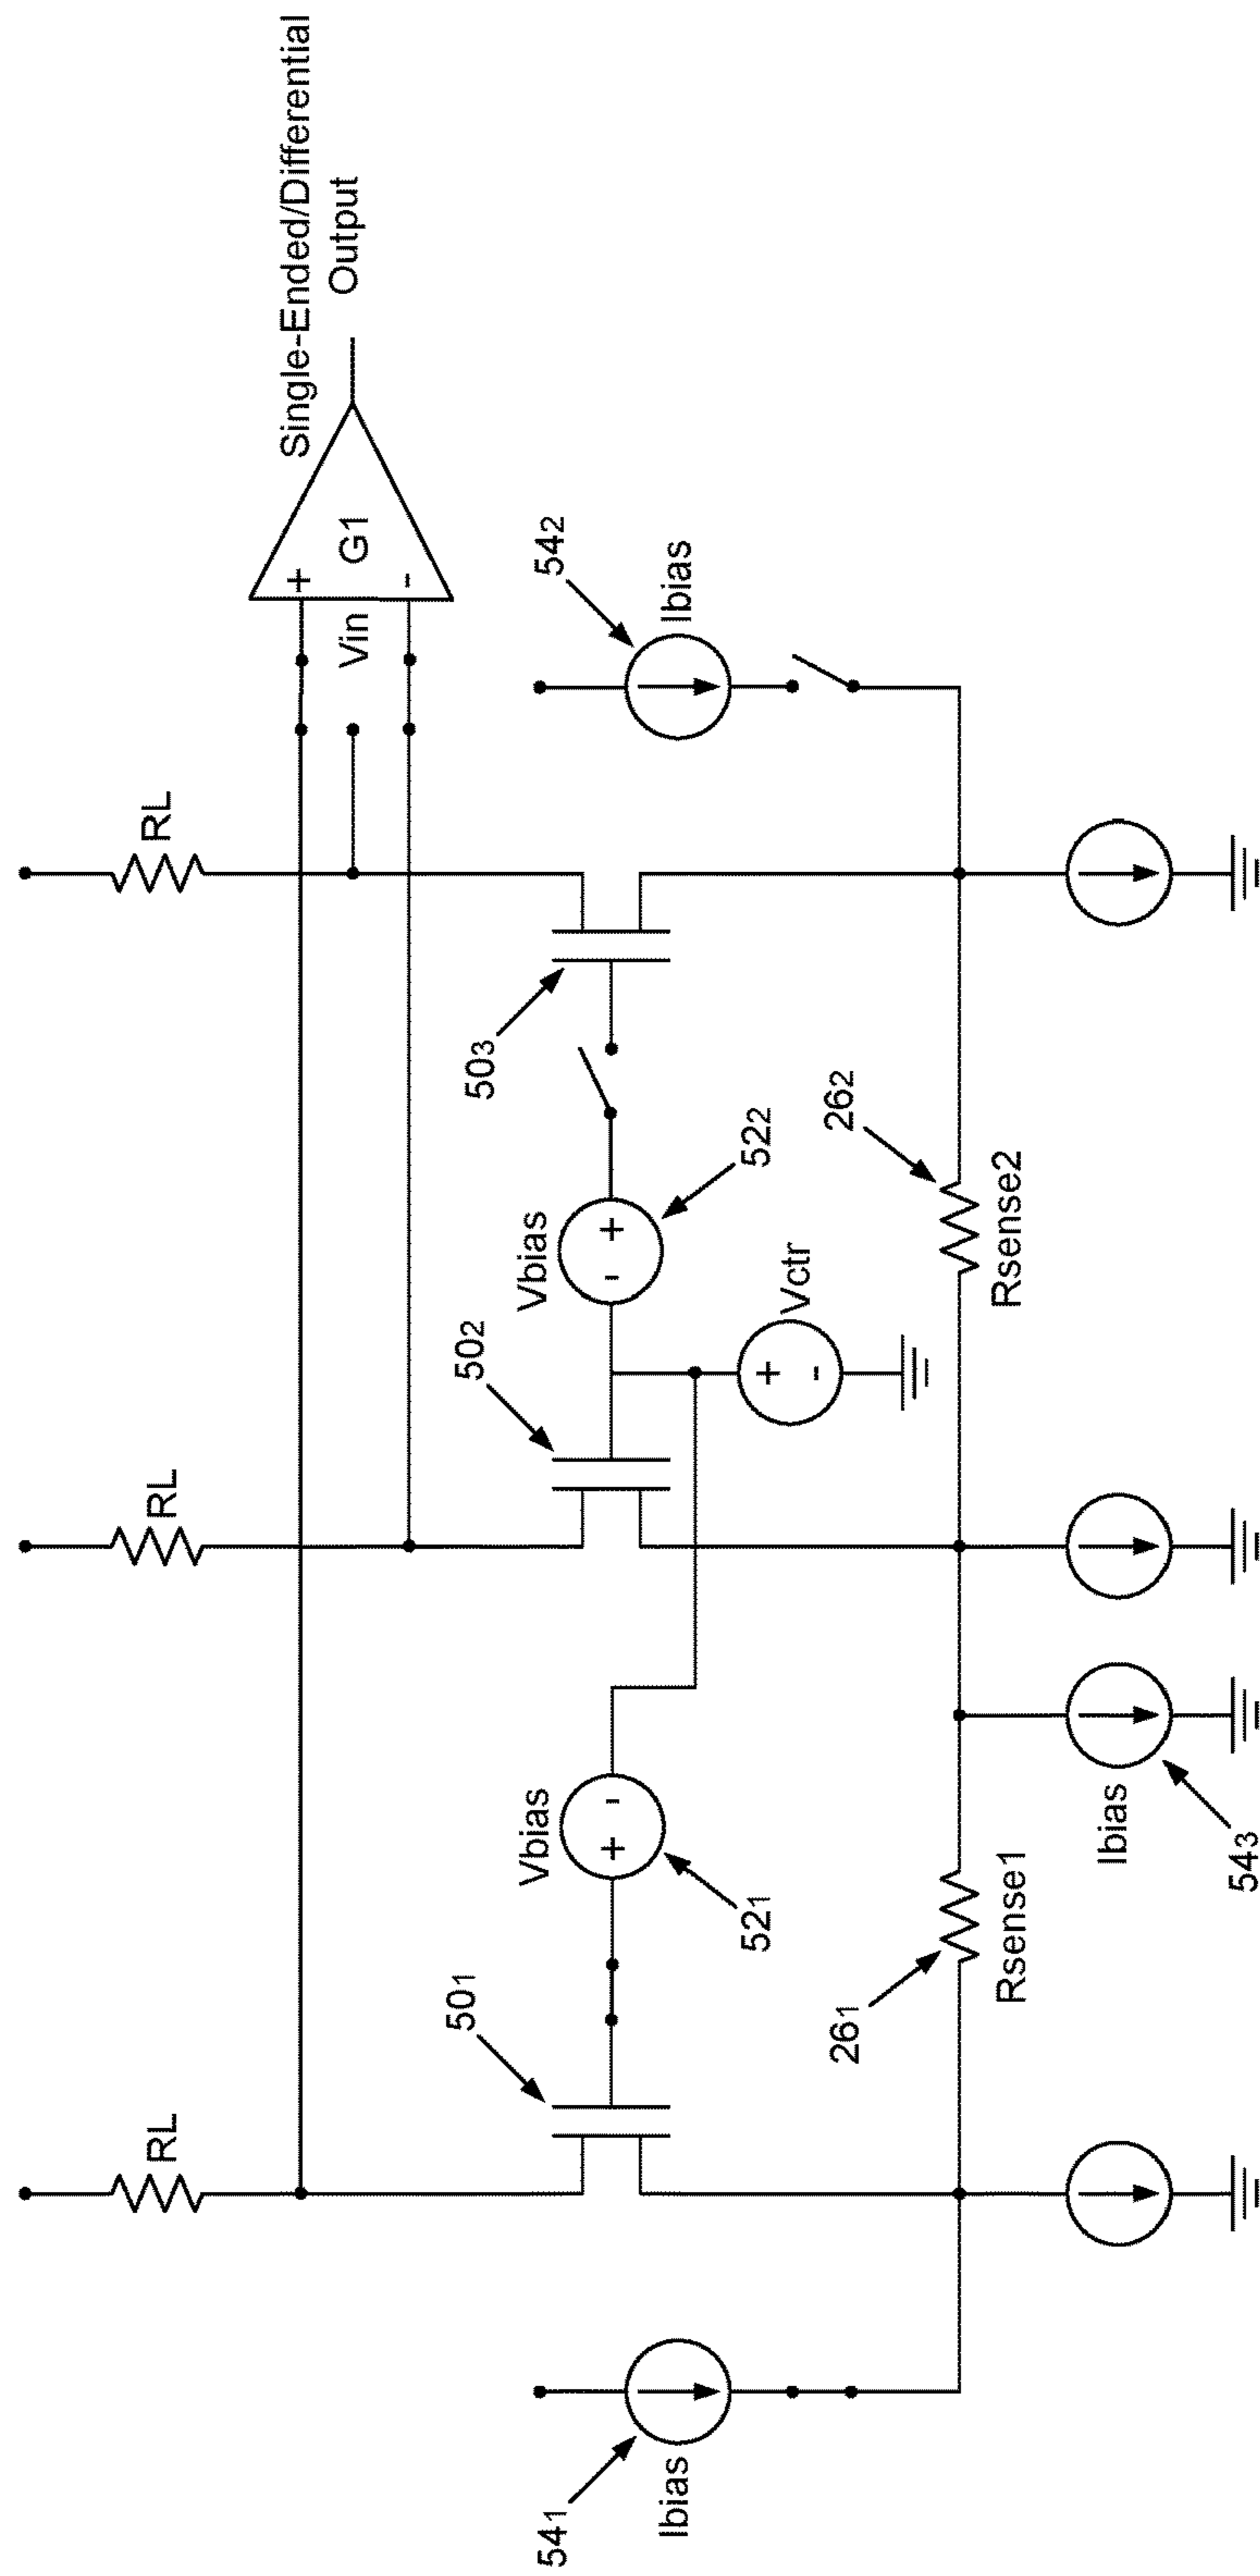 Single-Ended/Differential
Output
RL
RL
RL
+
G1
-
Vin
542
Ibias
503
502
501
Vbias
+
-
522
Vbias
-
+
521
Vctr
+
-
262
Rsense2
261
Rsense1
541
Ibias
Ibias
543